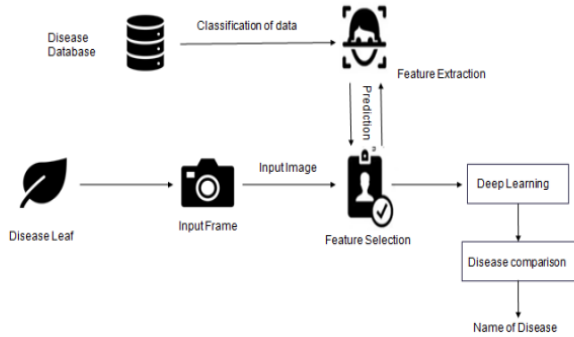 Disease
Database
Classification of data
Feature Extraction
Prediction
Disease Leaf
Input Frame
Input Image
Feature Selection
Deep Learning
Disease comparison
Name of Disease